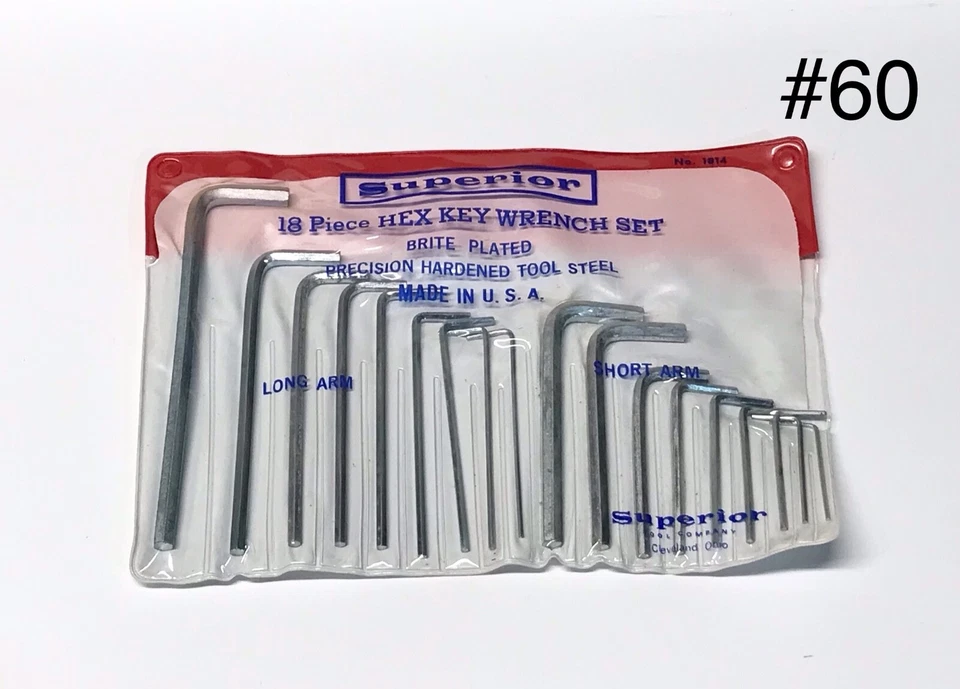 #60
No. 1814
Superior
18 Piece HEX KEY WRENCH SET
BRITE PLATED
PRECISION HARDENED TOOL STEEL
MADE IN U. S. A.
LONG ARM
SHORT ARM
Superior
TOOL COMPANY
Cleveland Ohio